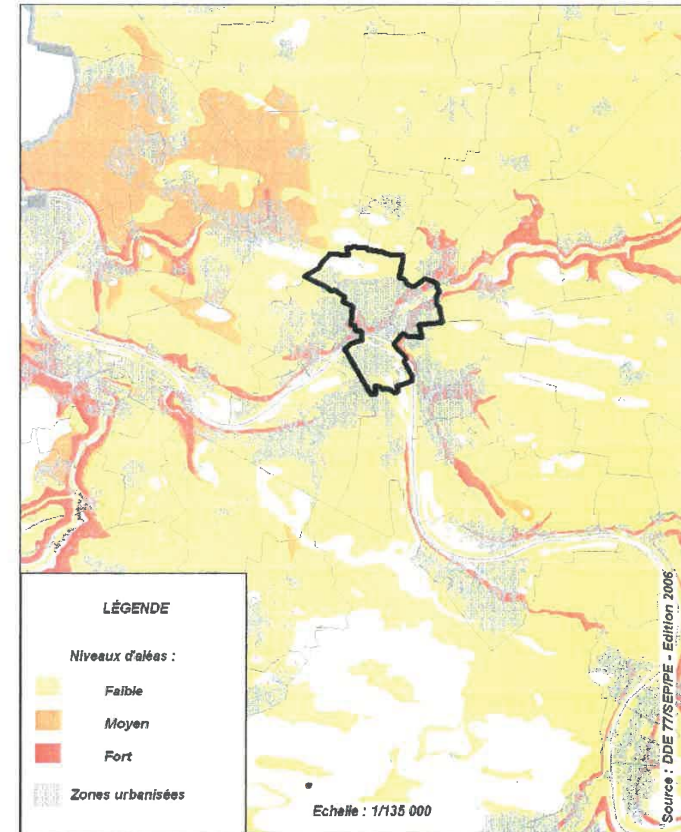 LÉGENDE
Niveaux d'aléas :
Faible
Moyen
Fort
Zones urbanisées
Echelle : 1/135 000
Source : DDE 77/SEP/PE - Edition 2006